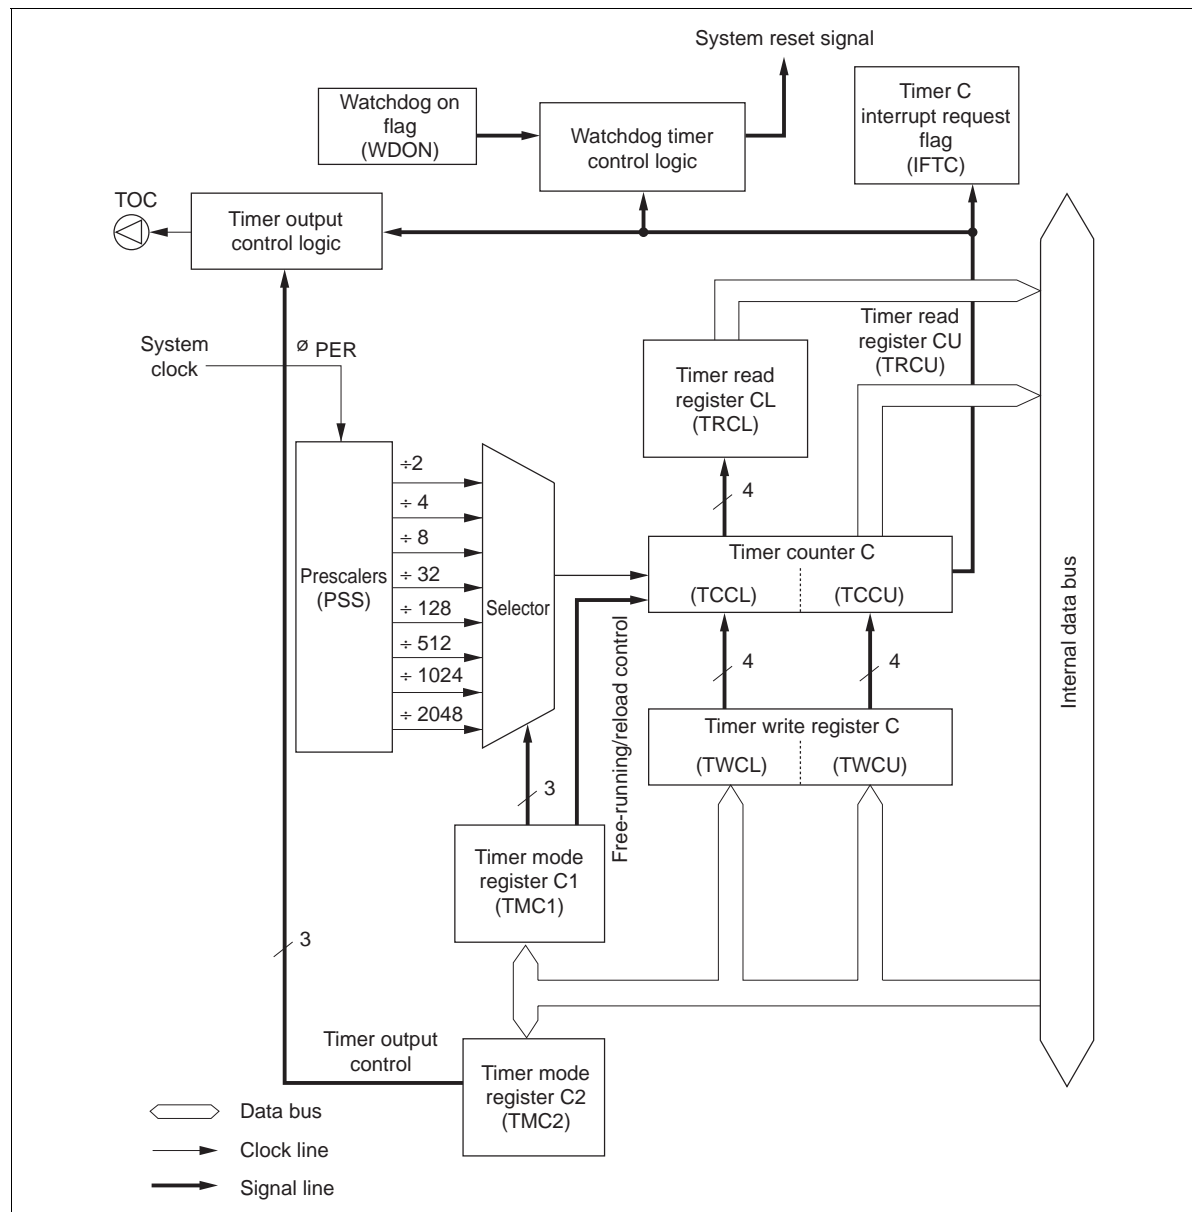 System reset signal
Watchdog on
flag
(WDON)
Watchdog timer
control logic
Timer C
interrupt request
flag
(IFTC)
TOC
Timer output
control logic
System
clock
ø PER
Timer read
register CL
(TRCL)
Timer read
register CU
(TRCU)
÷2
÷ 4
÷ 8
÷ 32
÷ 128
÷ 512
÷ 1024
÷ 2048
Prescalers
(PSS)
Selector
4
Timer counter C
(TCCL)
(TCCU)
4
4
Timer write register C
(TWCL)
(TWCU)
Free-running/reload control
Internal data bus
3
Timer mode
register C1
(TMC1)
3
Timer output
control
Timer mode
register C2
(TMC2)
Data bus
Clock line
Signal line